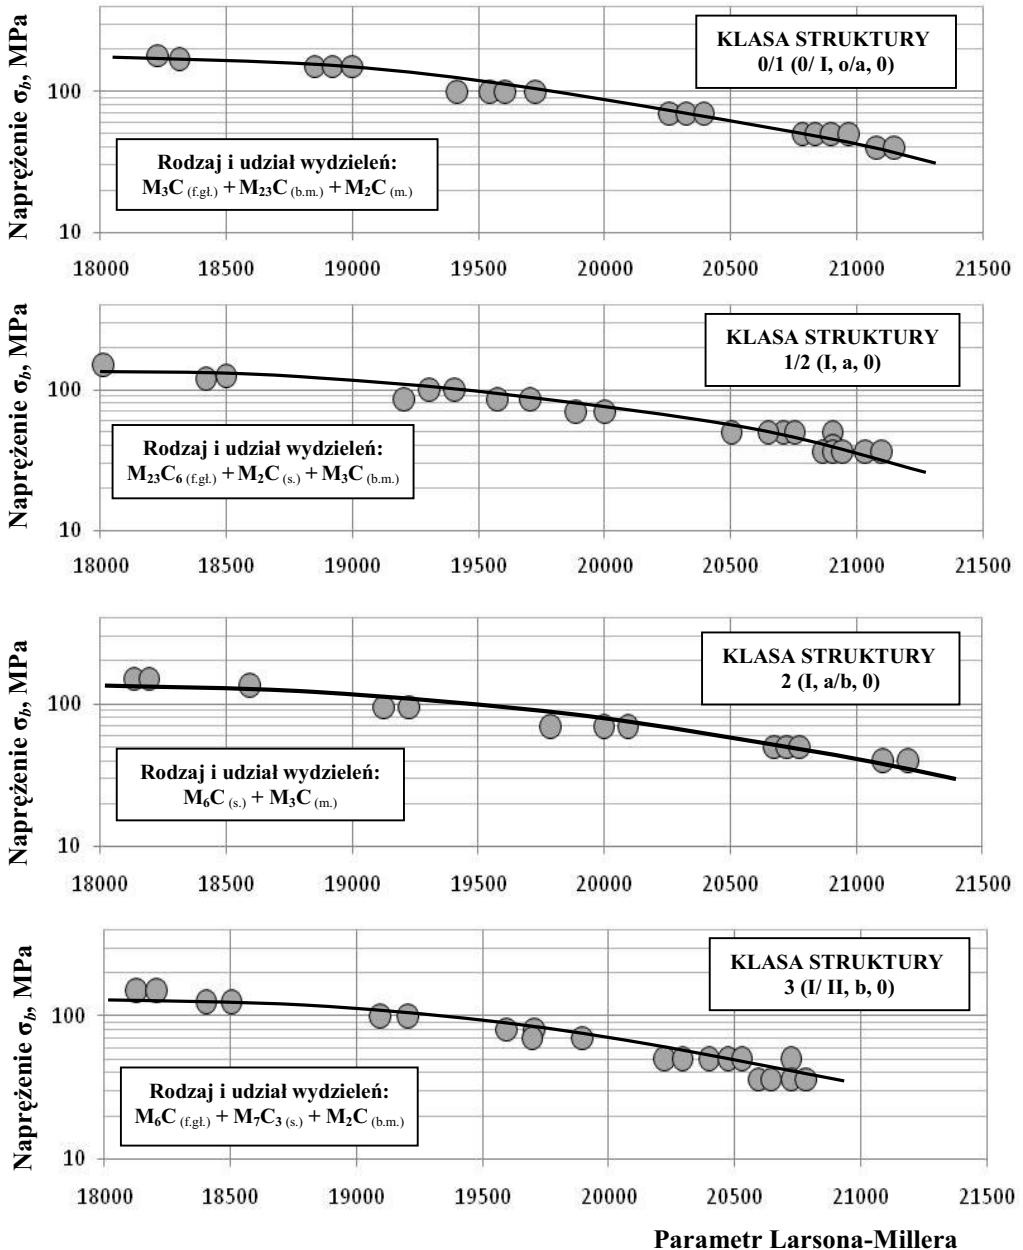 Naprężenie σb, MPa
KLASA STRUKTURY
0/1 (0/ I, o/a, 0)
100
Rodzaj i udział wydzieleń:
M₃C (f.gł.) + M₂₃C (b.m.) + M₂C (m.)
10
18000 18500 19000 19500 20000 20500 21000 21500
Naprężenie σb, MPa
KLASA STRUKTURY
1/2 (I, a, 0)
100
Rodzaj i udział wydzieleń:
M₂₃C₆ (f.gł.) + M₂C (s.) + M₃C (b.m.)
10
18000 18500 19000 19500 20000 20500 21000 21500
Naprężenie σb, MPa
KLASA STRUKTURY
2 (I, a/b, 0)
100
Rodzaj i udział wydzieleń:
M₆C (s.) + M₃C (m.)
10
18000 18500 19000 19500 20000 20500 21000 21500
Naprężenie σb, MPa
KLASA STRUKTURY
3 (I/ II, b, 0)
100
Rodzaj i udział wydzieleń:
M₆C (f.gł.) + M₇C₃ (s.) + M₂C (b.m.)
10
18000 18500 19000 19500 20000 20500 21000 21500
Parametr Larsona-Millera